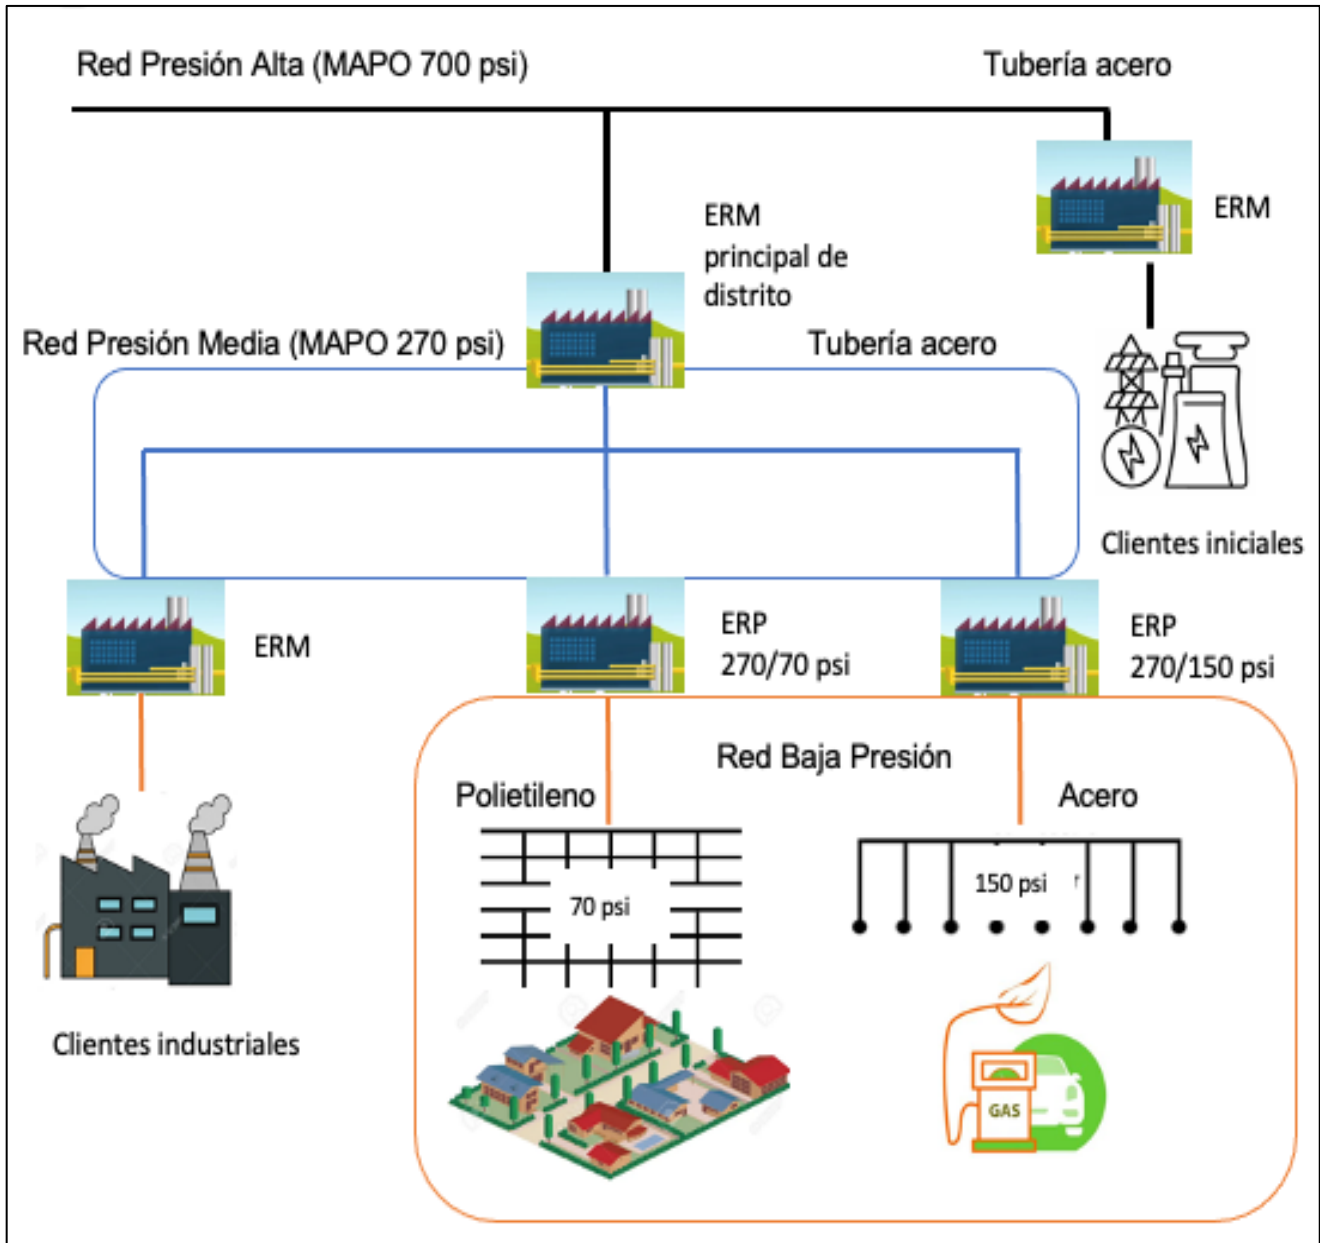 Red Presión Alta (MAPO 700 psi)
Tubería acero
ERM
ERM
principal de
distrito
Red Presión Media (MAPO 270 psi)
Tubería acero
Clientes iniciales
ERM
ERP
270/70 psi
ERP
270/150 psi
Red Baja Presión
Polietileno
Acero
70 psi
150 psi
Clientes industriales
GAS